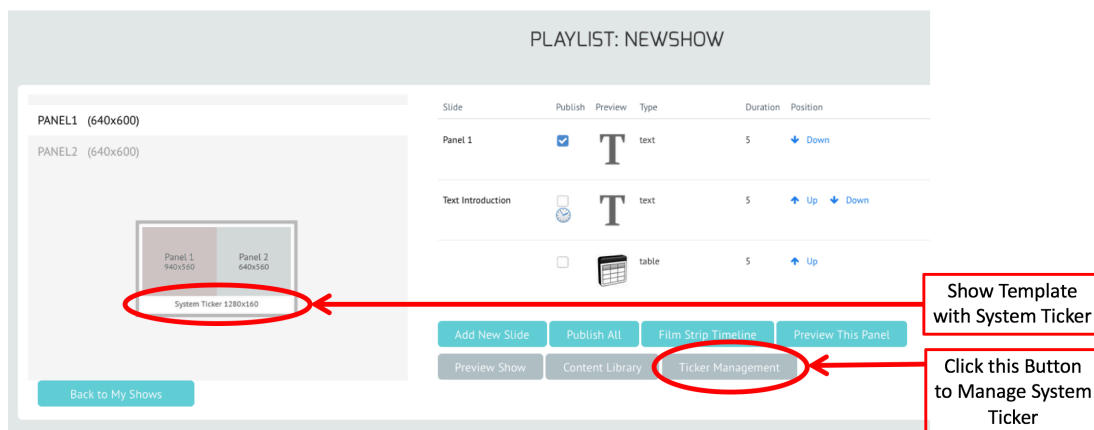 PLAYLIST: NEWSHOW
PANEL1 (640x600)
PANEL2 (640x600)
Panel 1
940x560
Panel 2
640x560
System Ticker 1280x160
Back to My Shows
Slide Publish Preview Type Duration Position
Panel 1 T text 5 Down
Text Introduction T text 5 Up Down
table 5 Up
Add New Slide Publish All Film Strip Timeline Preview This Panel
Preview Show Content Library Ticker Management
Show Template
with System Ticker
Click this Button
to Manage System
Ticker